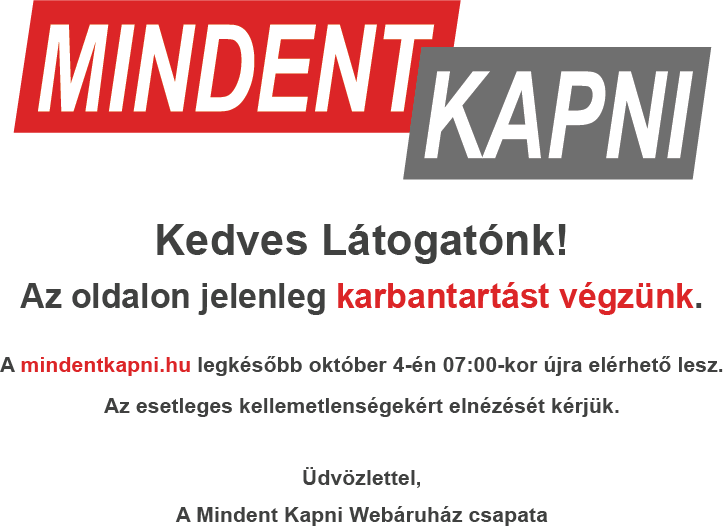 MINDENT
KAPNI
Kedves Látogatónk!
Az oldalon jelenleg karbantartást végzünk.
A mindentkapni.hu legkésőbb október 4-én 07:00-kor újra elérhető lesz.
Az esetleges kellemetlenségekért elnézését kérjük.
Üdvözlettel,
A Mindent Kapni Webáruház csapata